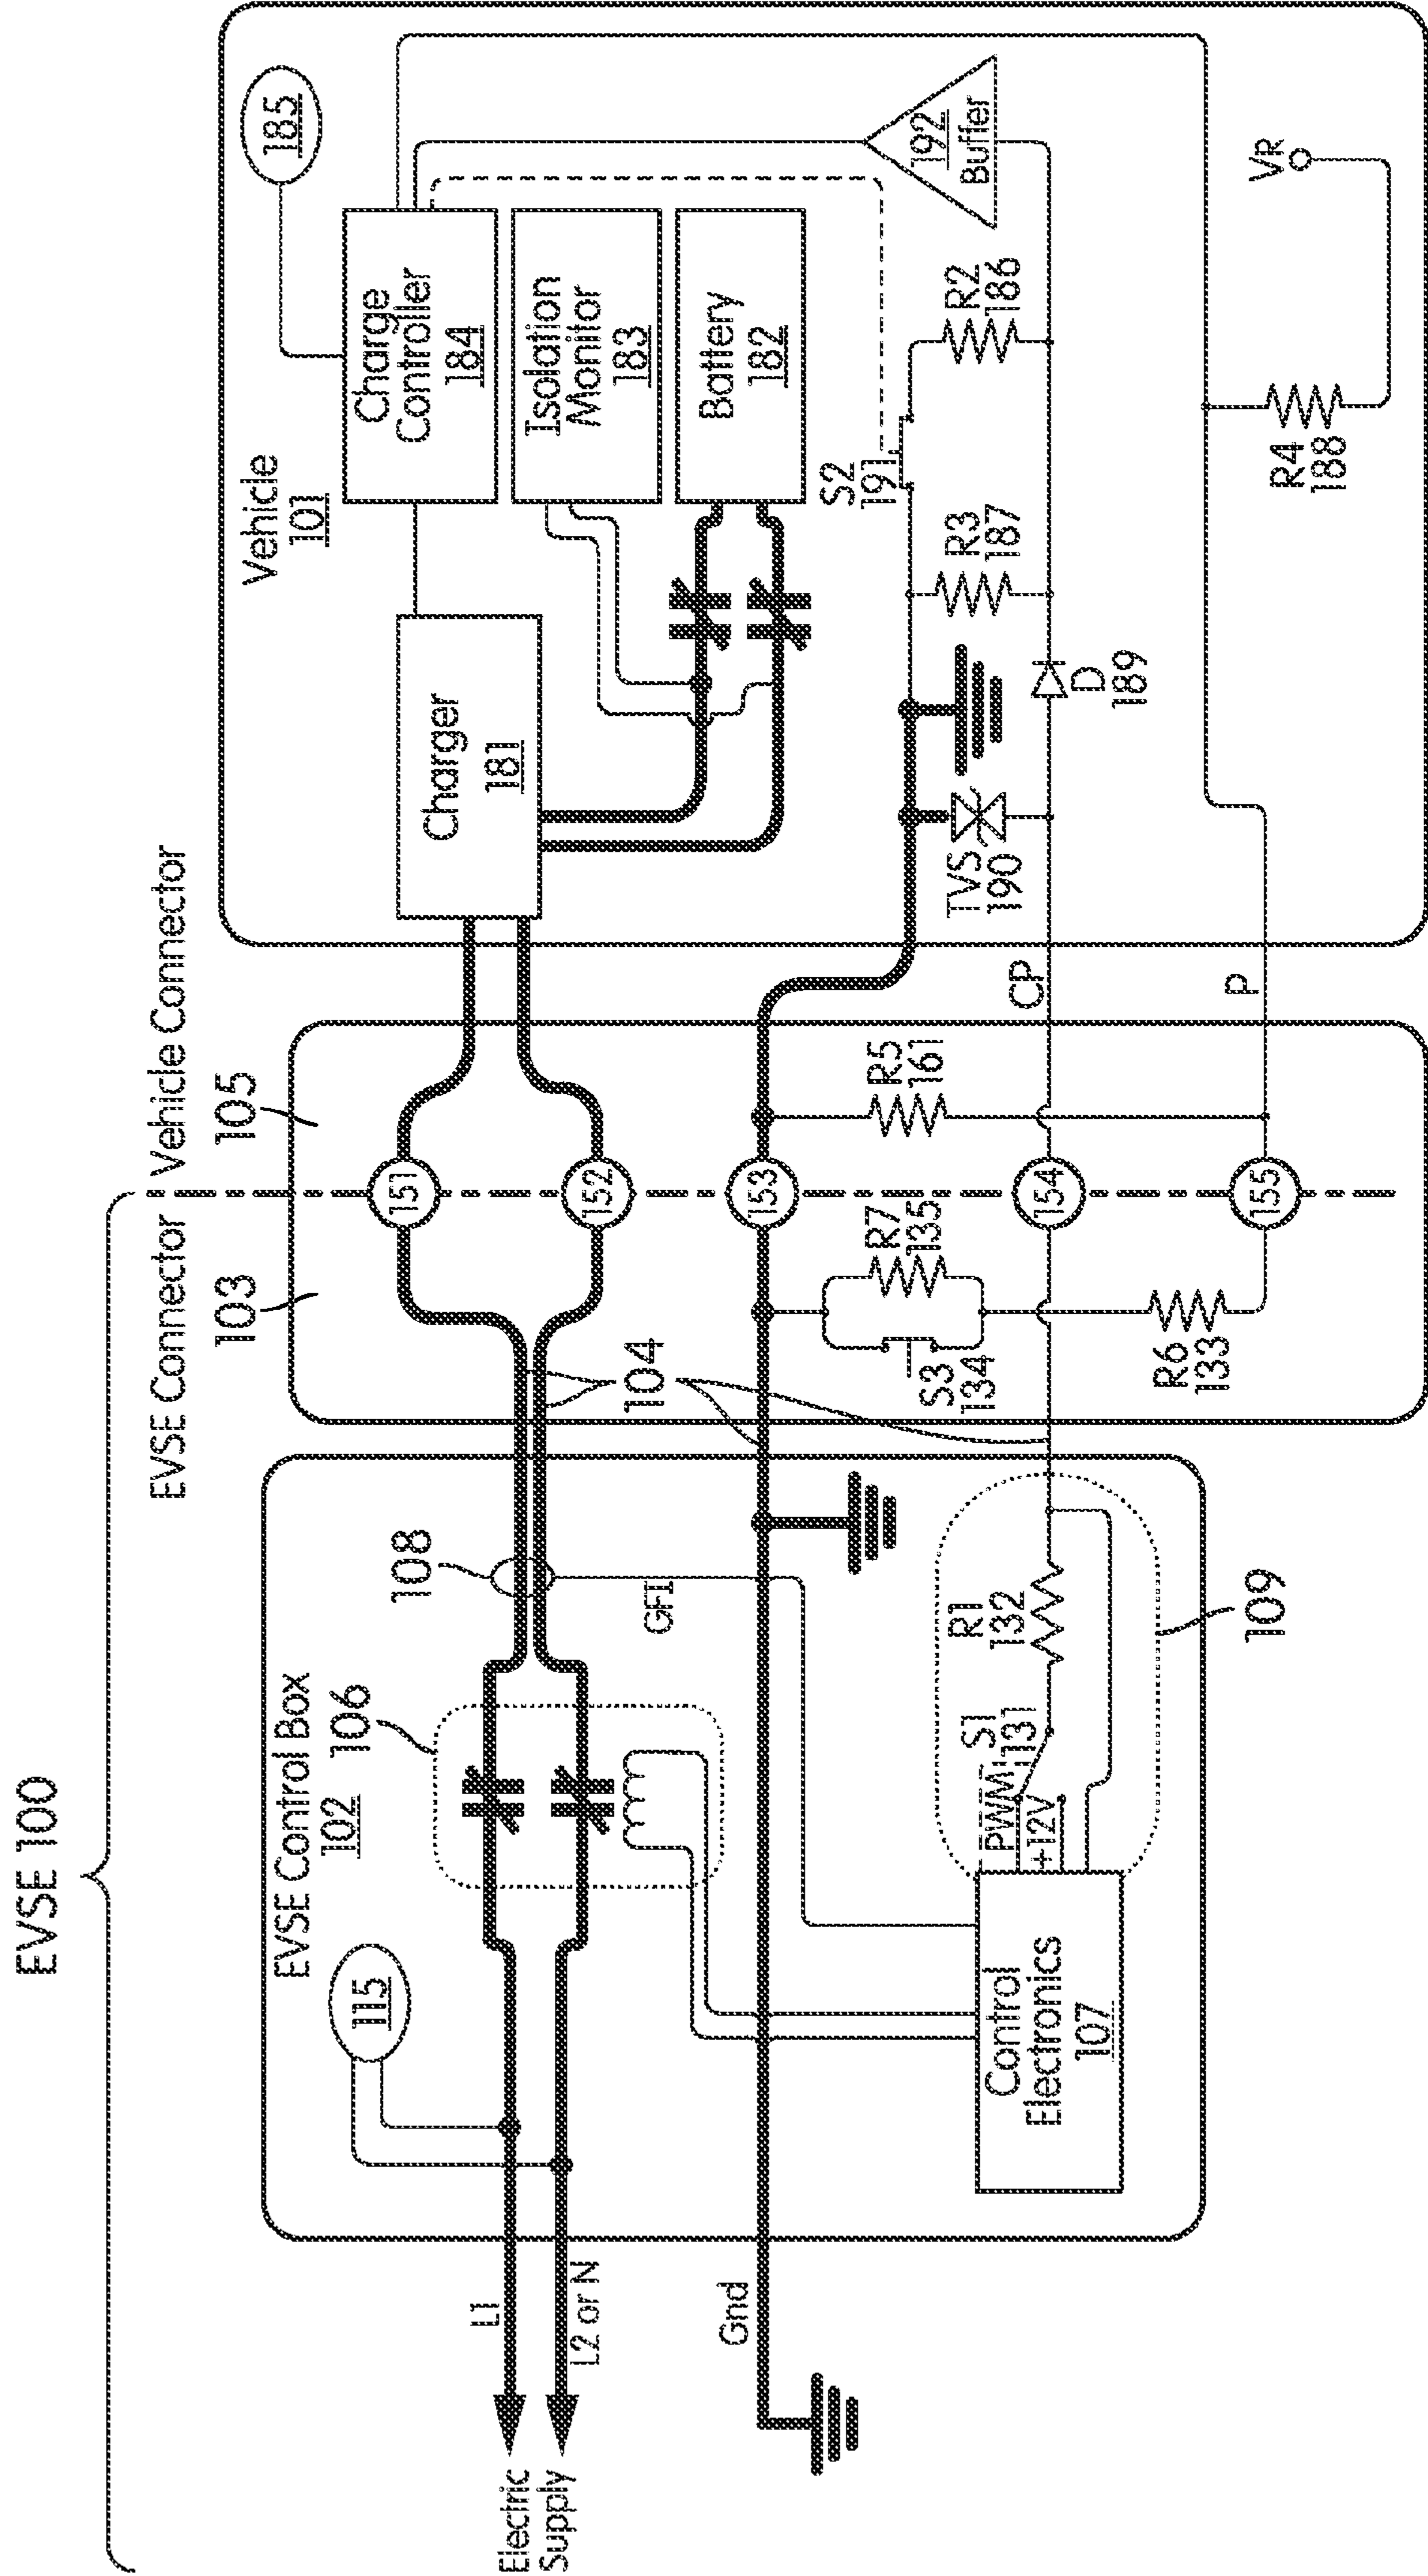 EVSE 100
EVSE Connector
Vehicle Connector
103
105
EVSE Control Box
102
106
108
115
104
GFI
L1
L2 or N
Electric
Supply
Gnd
Control
Electronics
107
PWM
+12V
S1
131
R1
132
109
151
152
153
154
155
S3
134
R7
135
R6
133
R5
161
CP
P
Vehicle
101
185
Charger
181
Charge
Controller
184
Isolation
Monitor
183
Battery
182
S2
191
TVS
190
D
189
R3
187
R2
186
192
Buffer
R4
188
VR